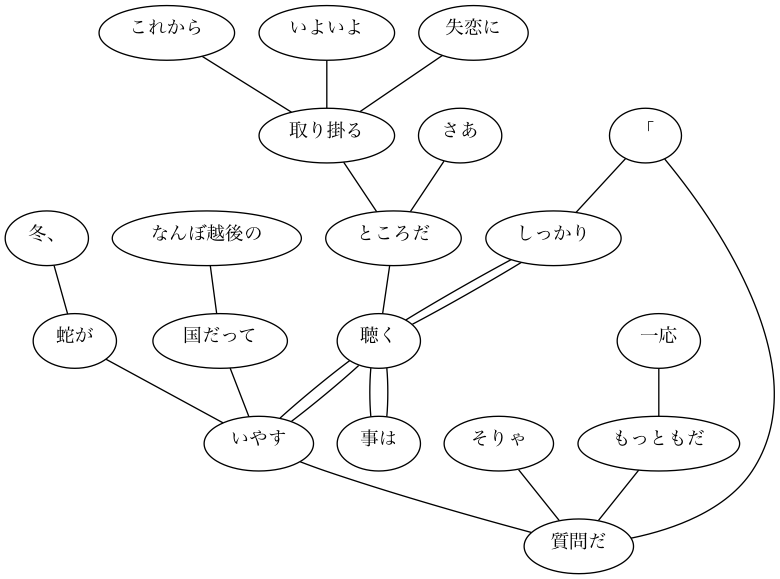 これから
いよいよ
失恋に
取り掛る
さあ
「
冬、
なんぼ越後の
ところだ
しっかり
蛇が
国だって
聴く
一応
いやす
事は
そりゃ
もっともだ
質問だ